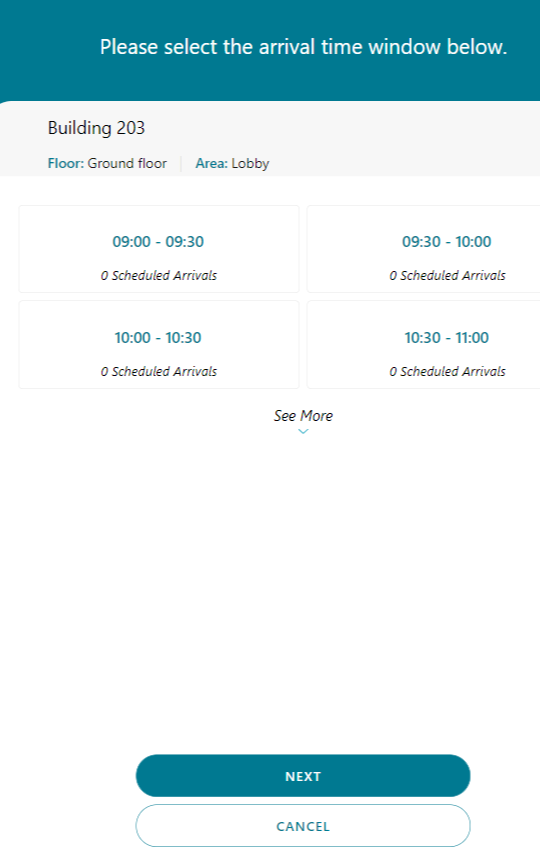 Please select the arrival time window below.
Building 203
Floor: Ground floor | Area: Lobby
09:00 - 09:30
0 Scheduled Arrivals
09:30 - 10:00
0 Scheduled Arrivals
10:00 - 10:30
0 Scheduled Arrivals
10:30 - 11:00
0 Scheduled Arrivals
See More
NEXT
CANCEL